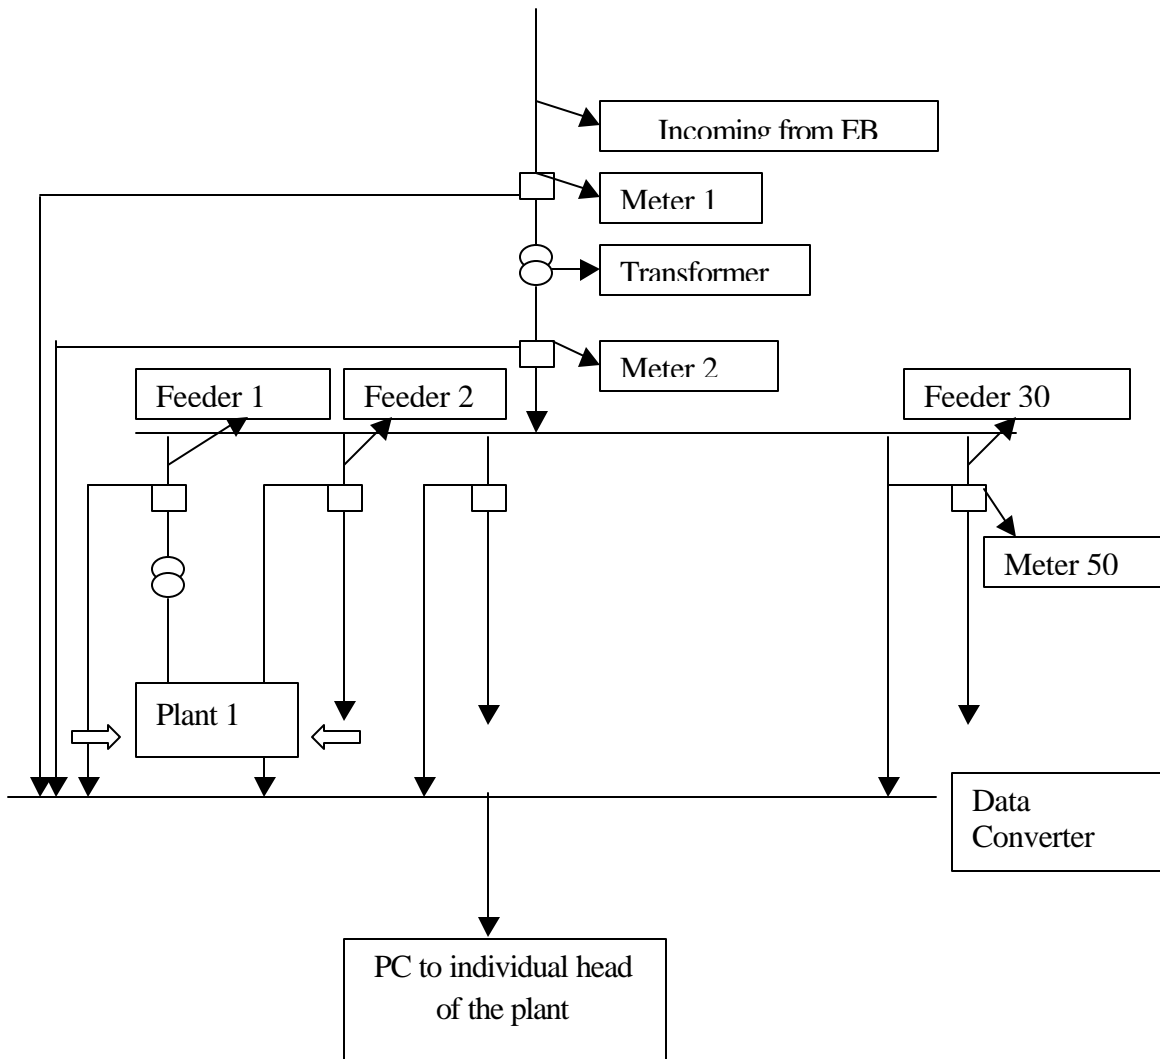 Incoming from EB
Meter 1
Transformer
Meter 2
Feeder 1
Feeder 2
Feeder 30
Meter 50
Plant 1
Data
Converter
PC to individual head
of the plant